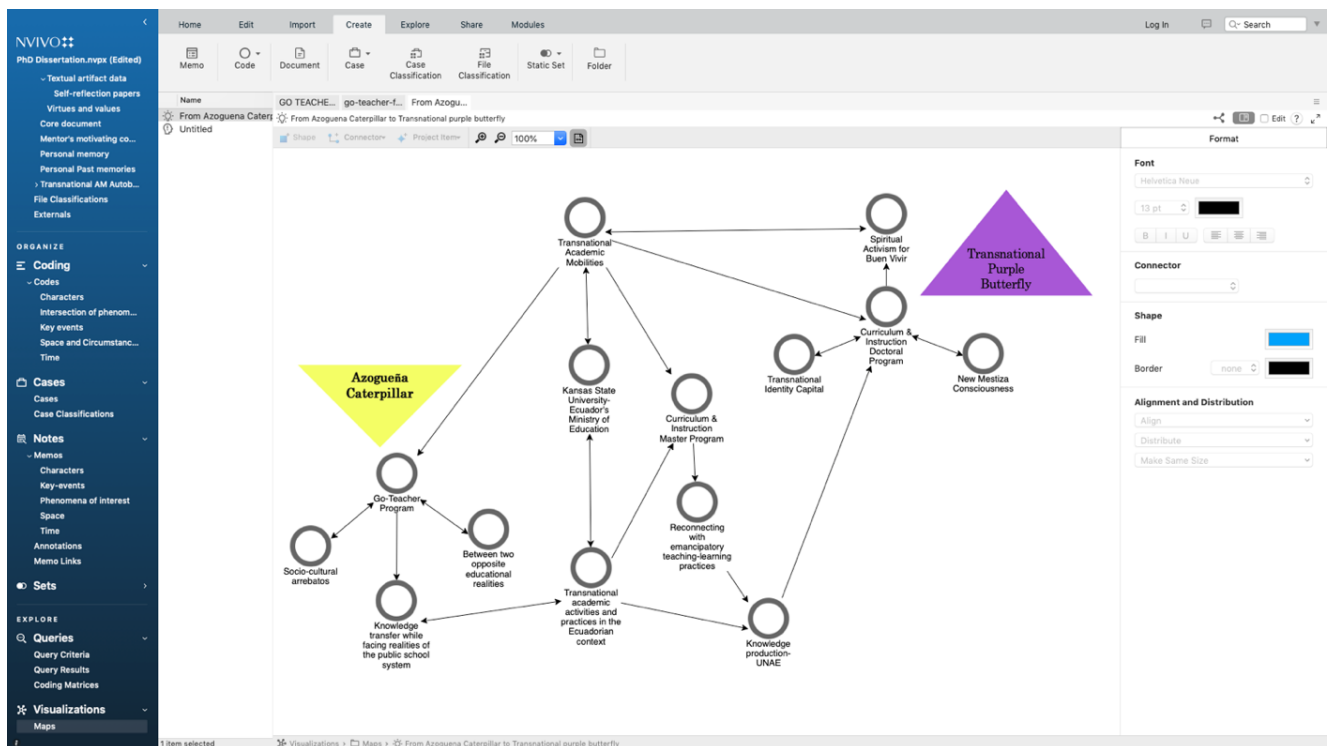 Home Edit Import Create Explore Share Modules Log In Search
NVIVO
PhD Dissertation.nvpx (Edited)
Textual artifact data
Self-reflection papers
Virtues and values
Core document
Mentor's motivating co...
Personal memory
Personal Past memories
Transnational AM Autob...
File Classifications
Externals
ORGANIZE
Coding
Codes
Characters
Intersection of phenom...
Key events
Space and Circumstanc...
Time
Cases
Cases
Case Classifications
Notes
Memos
Characters
Key-events
Phenomena of interest
Space
Time
Annotations
Memo Links
Sets
EXPLORE
Queries
Query Criteria
Query Results
Coding Matrices
Visualizations
Maps
Memo
Code
Document
Case
Case
Classification
File
Classification
Static Set
Folder
Name
From Azoguena Caterp
Untitled
1 item selected
GO TEACHE... go-teacher-f... From Azogu...
From Azoguena Caterpillar to Transnational purple butterfly
Edit ?
Shape Connector Project Item 100%
Transnational
Academic
Mobilities
Spiritual
Activism for
Buen Vivir
Transnational
Purple
Butterfly
Curriculum &
Instruction
Doctoral
Program
Transnational
Identity Capital
New Mestiza
Consciousness
Azogueña
Caterpillar
Kansas State
University-
Ecuador's
Ministry of
Education
Curriculum &
Instruction
Master Program
Go-Teacher
Program
Socio-cultural
arrebatos
Between two
opposite
educational
realities
Reconnecting
with
emancipatory
teaching-learning
practices
Knowledge
transfer while
facing realities of
the public school
system
Transnational
academic
activities and
practices in the
Ecuadorian
context
Knowledge
production-
UNAE
Format
Font
Helvetica Neue
13 pt
B I U
Connector
Shape
Fill
Border none
Alignment and Distribution
Align
Distribute
Make Same Size
Visualizations Maps From Azoguena Caterpillar to Transnational purple butterfly